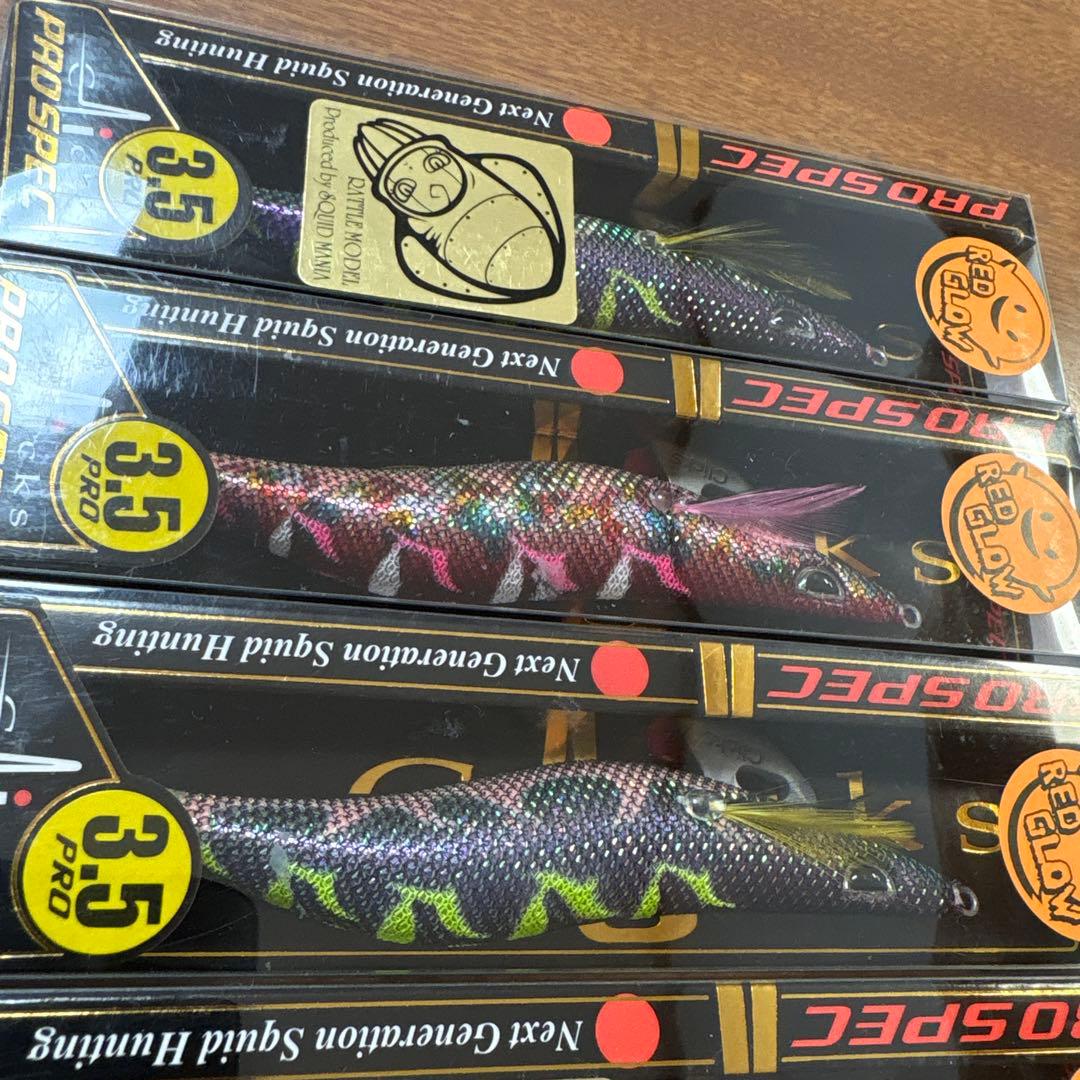 PROSPEC
3.5
PRO
Next Generation Squid Hunting
Produced by SQUID MANIA
RATTLE MODEL
PROSPEC
RED
GLOW
cks
3.5
PRO
Next Generation Squid Hunting
Clicks
PROSPEC
K S
RED
GLOW
3.5
PRO
Next Generation Squid Hunting
PROSPEC
C
k s
RED
GLOW
Next Generation Squid Hunting
PROSPEC